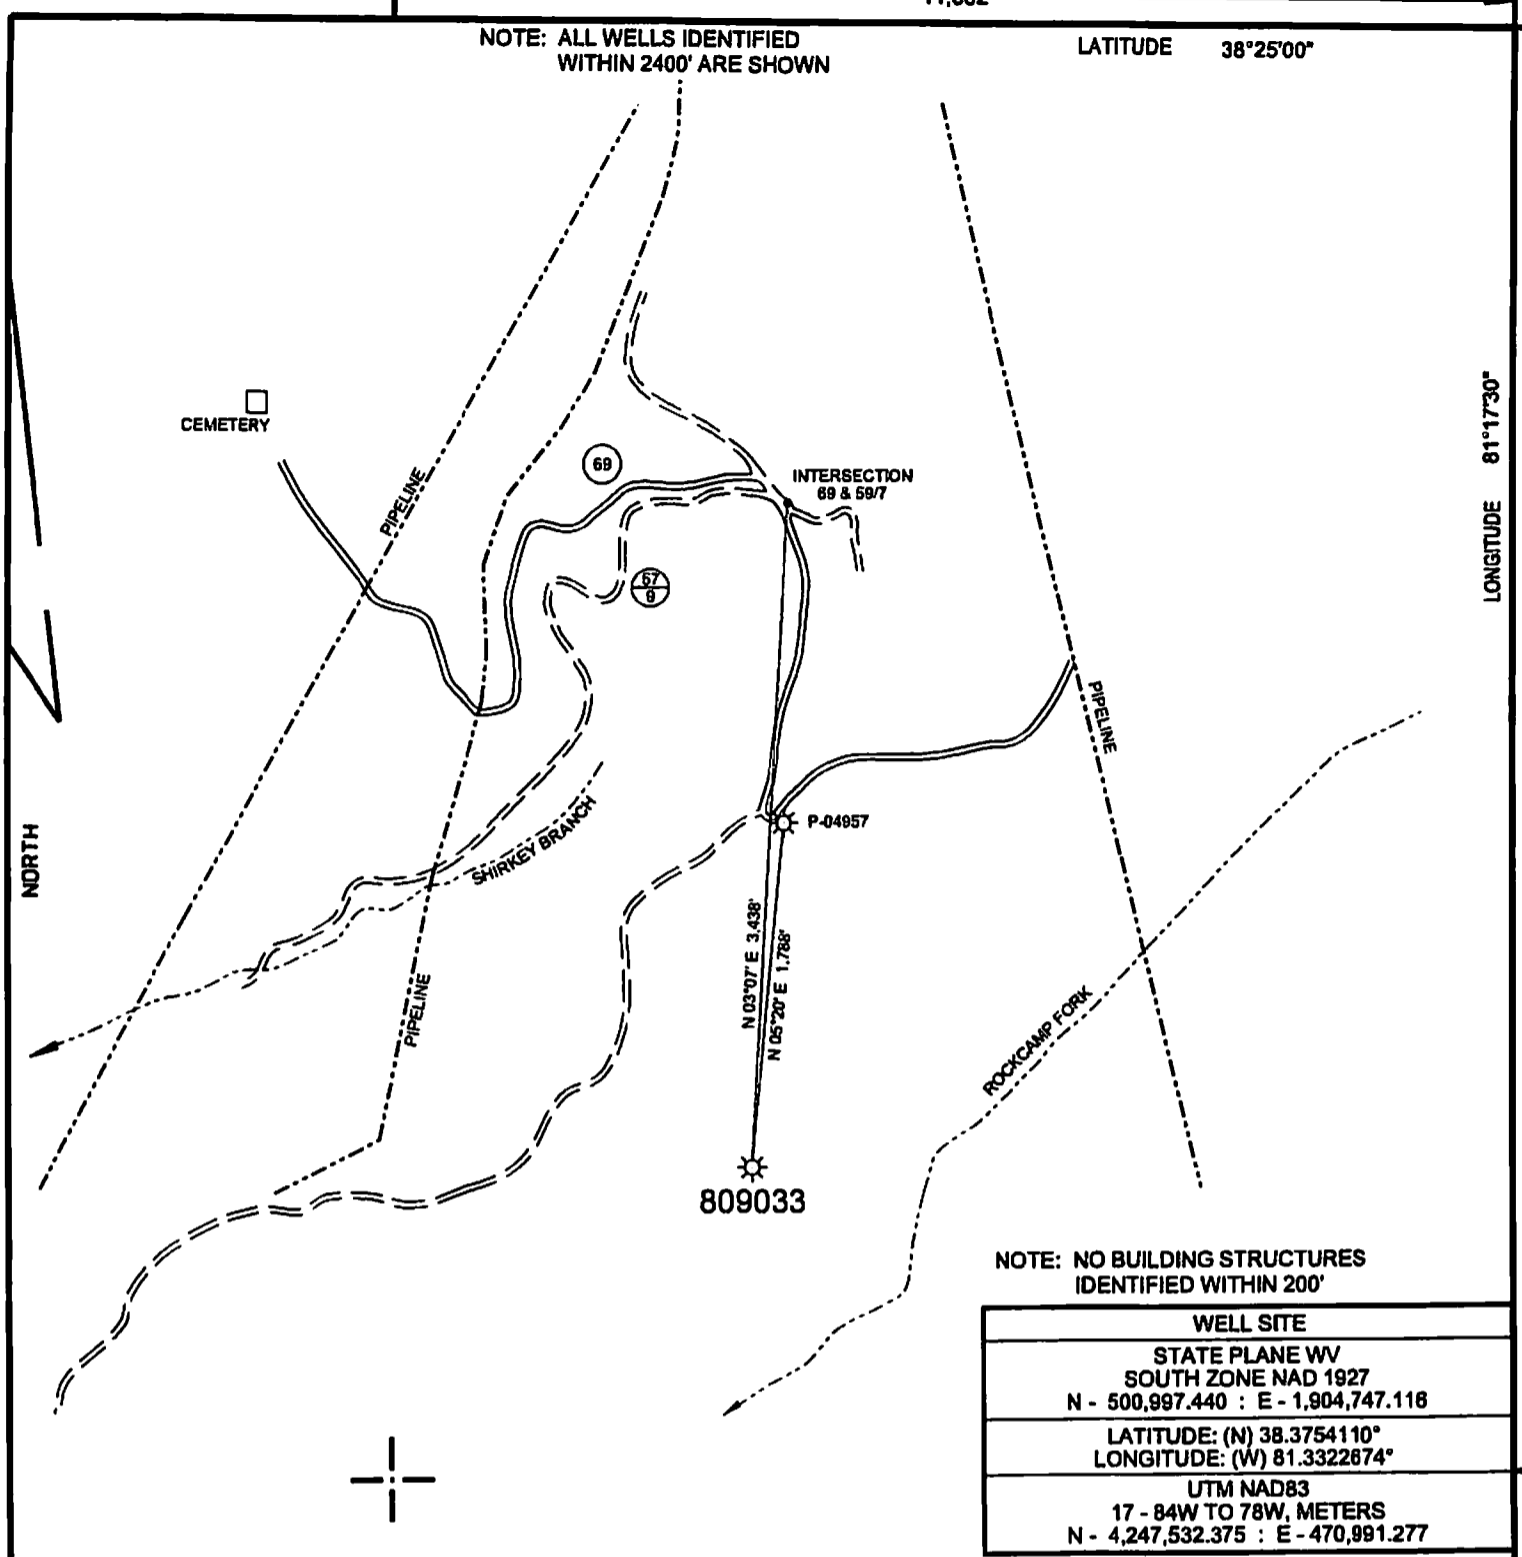 NOTE: ALL WELLS IDENTIFIED
WITHIN 2400' ARE SHOWN
LATITUDE 38°25'00"
LONGITUDE 81°17'30"
CEMETERY
PIPELINE
69
INTERSECTION
69 & 59/7
57
9
PIPELINE
NORTH
SHIRKEY BRANCH
P-04957
N 03°07' E 3,438'
N 05°20' E 1,788'
PIPELINE
ROCKCAMP FORK
809033
NOTE: NO BUILDING STRUCTURES
IDENTIFIED WITHIN 200'
WELL SITE
STATE PLANE WV
SOUTH ZONE NAD 1927
N - 500,997.440 : E - 1,904,747.116
LATITUDE: (N) 38.3754110°
LONGITUDE: (W) 81.3322674°
UTM NAD83
17 - 84W TO 78W, METERS
N - 4,247,532.375 : E - 470,991.277